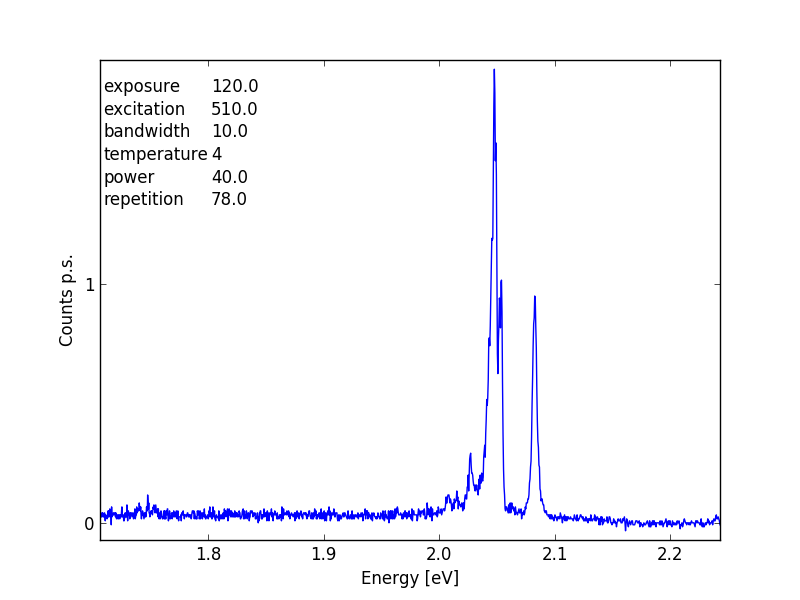 exposure 120.0
excitation 510.0
bandwidth 10.0
temperature 4
power 40.0
repetition 78.0
Counts p.s.
1
0
1.8 1.9 2.0 2.1 2.2
Energy [eV]